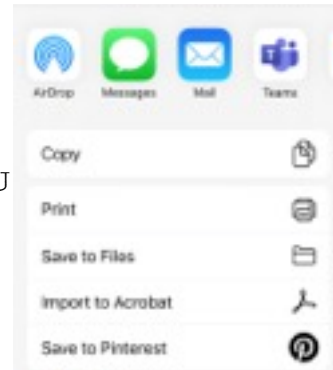 AirDrop Messages Mail Teams
Copy
U
Print
Save to Files
Import to Acrobat
Save to Pinterest